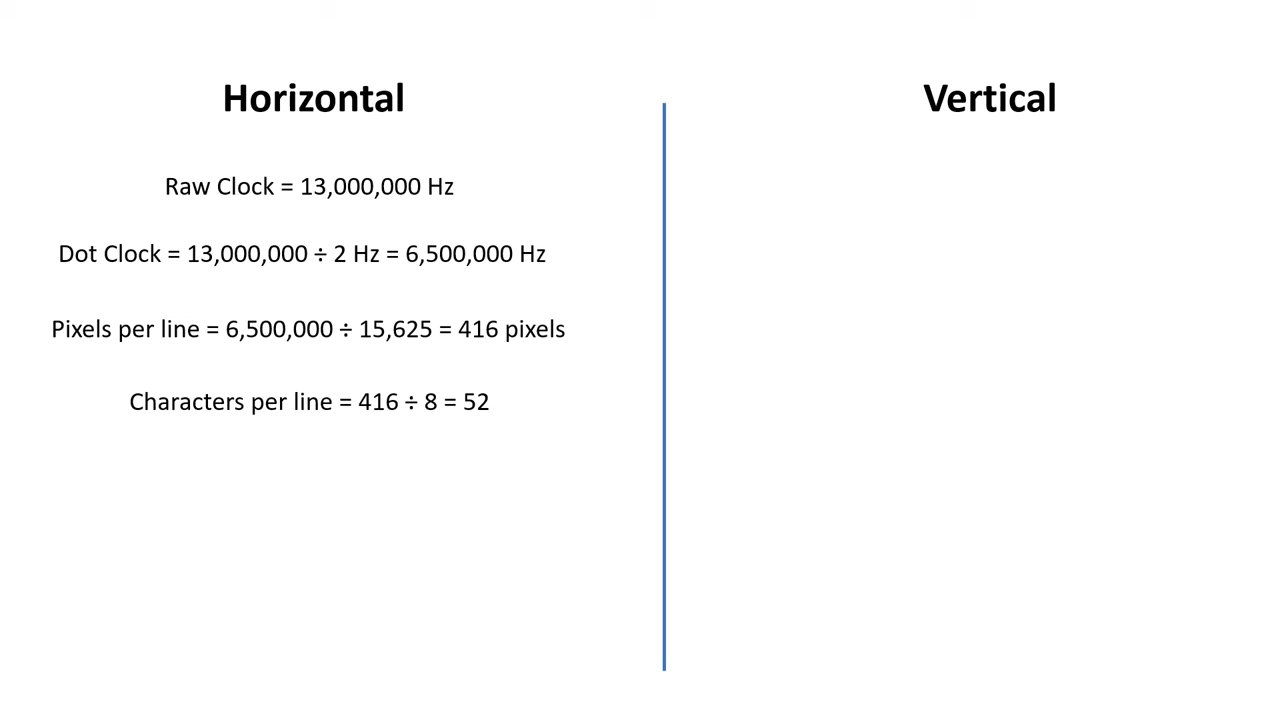 Horizontal
Raw Clock = 13,000,000 Hz
Dot Clock = 13,000,000 ÷ 2 Hz = 6,500,000 Hz
Pixels per line = 6,500,000 ÷ 15,625 = 416 pixels
Characters per line = 416 ÷ 8 = 52
Vertical